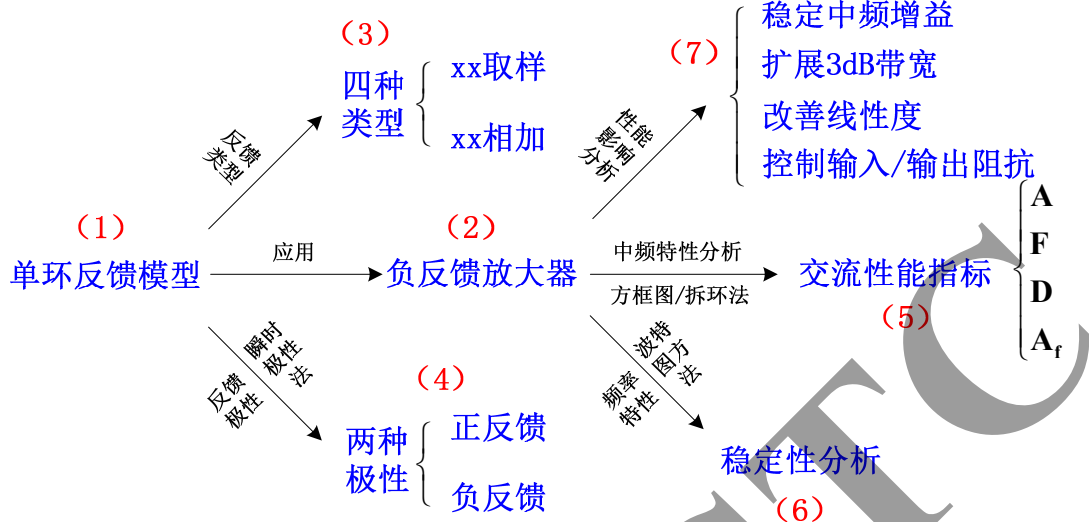 （1）
单环反馈模型
反馈
类型
（3）
四种
类型
xx取样
xx相加
应用
（2）
负反馈放大器
瞬时
极性
法
反馈
极性
（4）
两种
极性
正反馈
负反馈
性能
影响
分析
（7）
稳定中频增益
扩展3dB带宽
改善线性度
控制输入/输出阻抗
中频特性分析
方框图/拆环法
交流性能指标
（5）
A
F
D
A_f
波特
图方
法
频率
特性
稳定性分析
（6）
TC